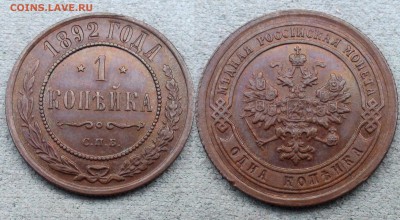 COINS.LAVE.RU
1892 ГОДА
1
КОПѢЙКА
С.П.Б.
МѢДНАЯ РОССІЙСКАЯ МОНЕТА
ОДНА КОПѢЙКА